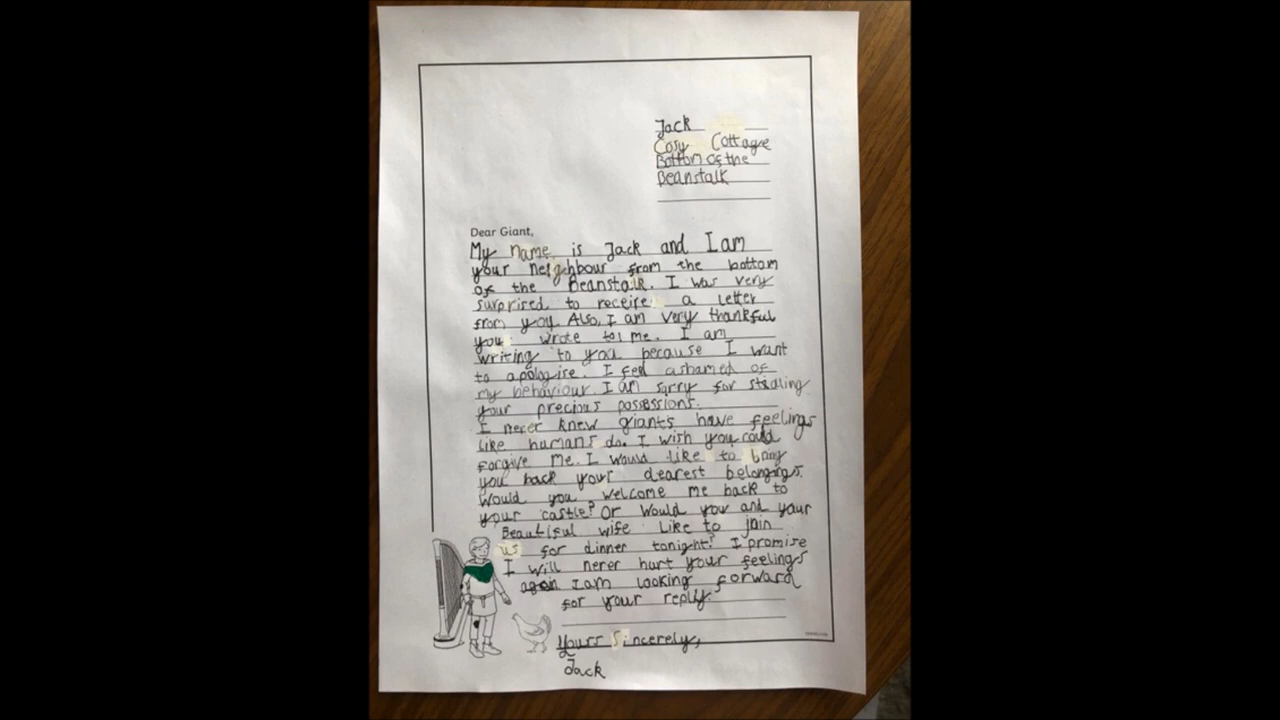 Jack
Cosy Cottage
Bottom of the
Beanstalk
Dear Giant,
My name is Jack and I am
your neighbour from the bottom
of the Beanstalk. I was very
surprised to receive a letter
from you. Also, I am very thankful
you wrote to me. I am
writing to you because I want
to apologise. I feel ashamed of
my behaviour. I am sorry for stealing
your precious possessions.
I never knew giants have feelings
like humans do. I wish you could
forgive me. I would like to bring
you back your dearest belongings.
Would you welcome me back to
your castle? Or would you and your
Beautiful wife like to join
us for dinner tonight? I promise
I will never hurt your feelings
again I am looking forward
for your reply.
Yours Sincerely,
Jack